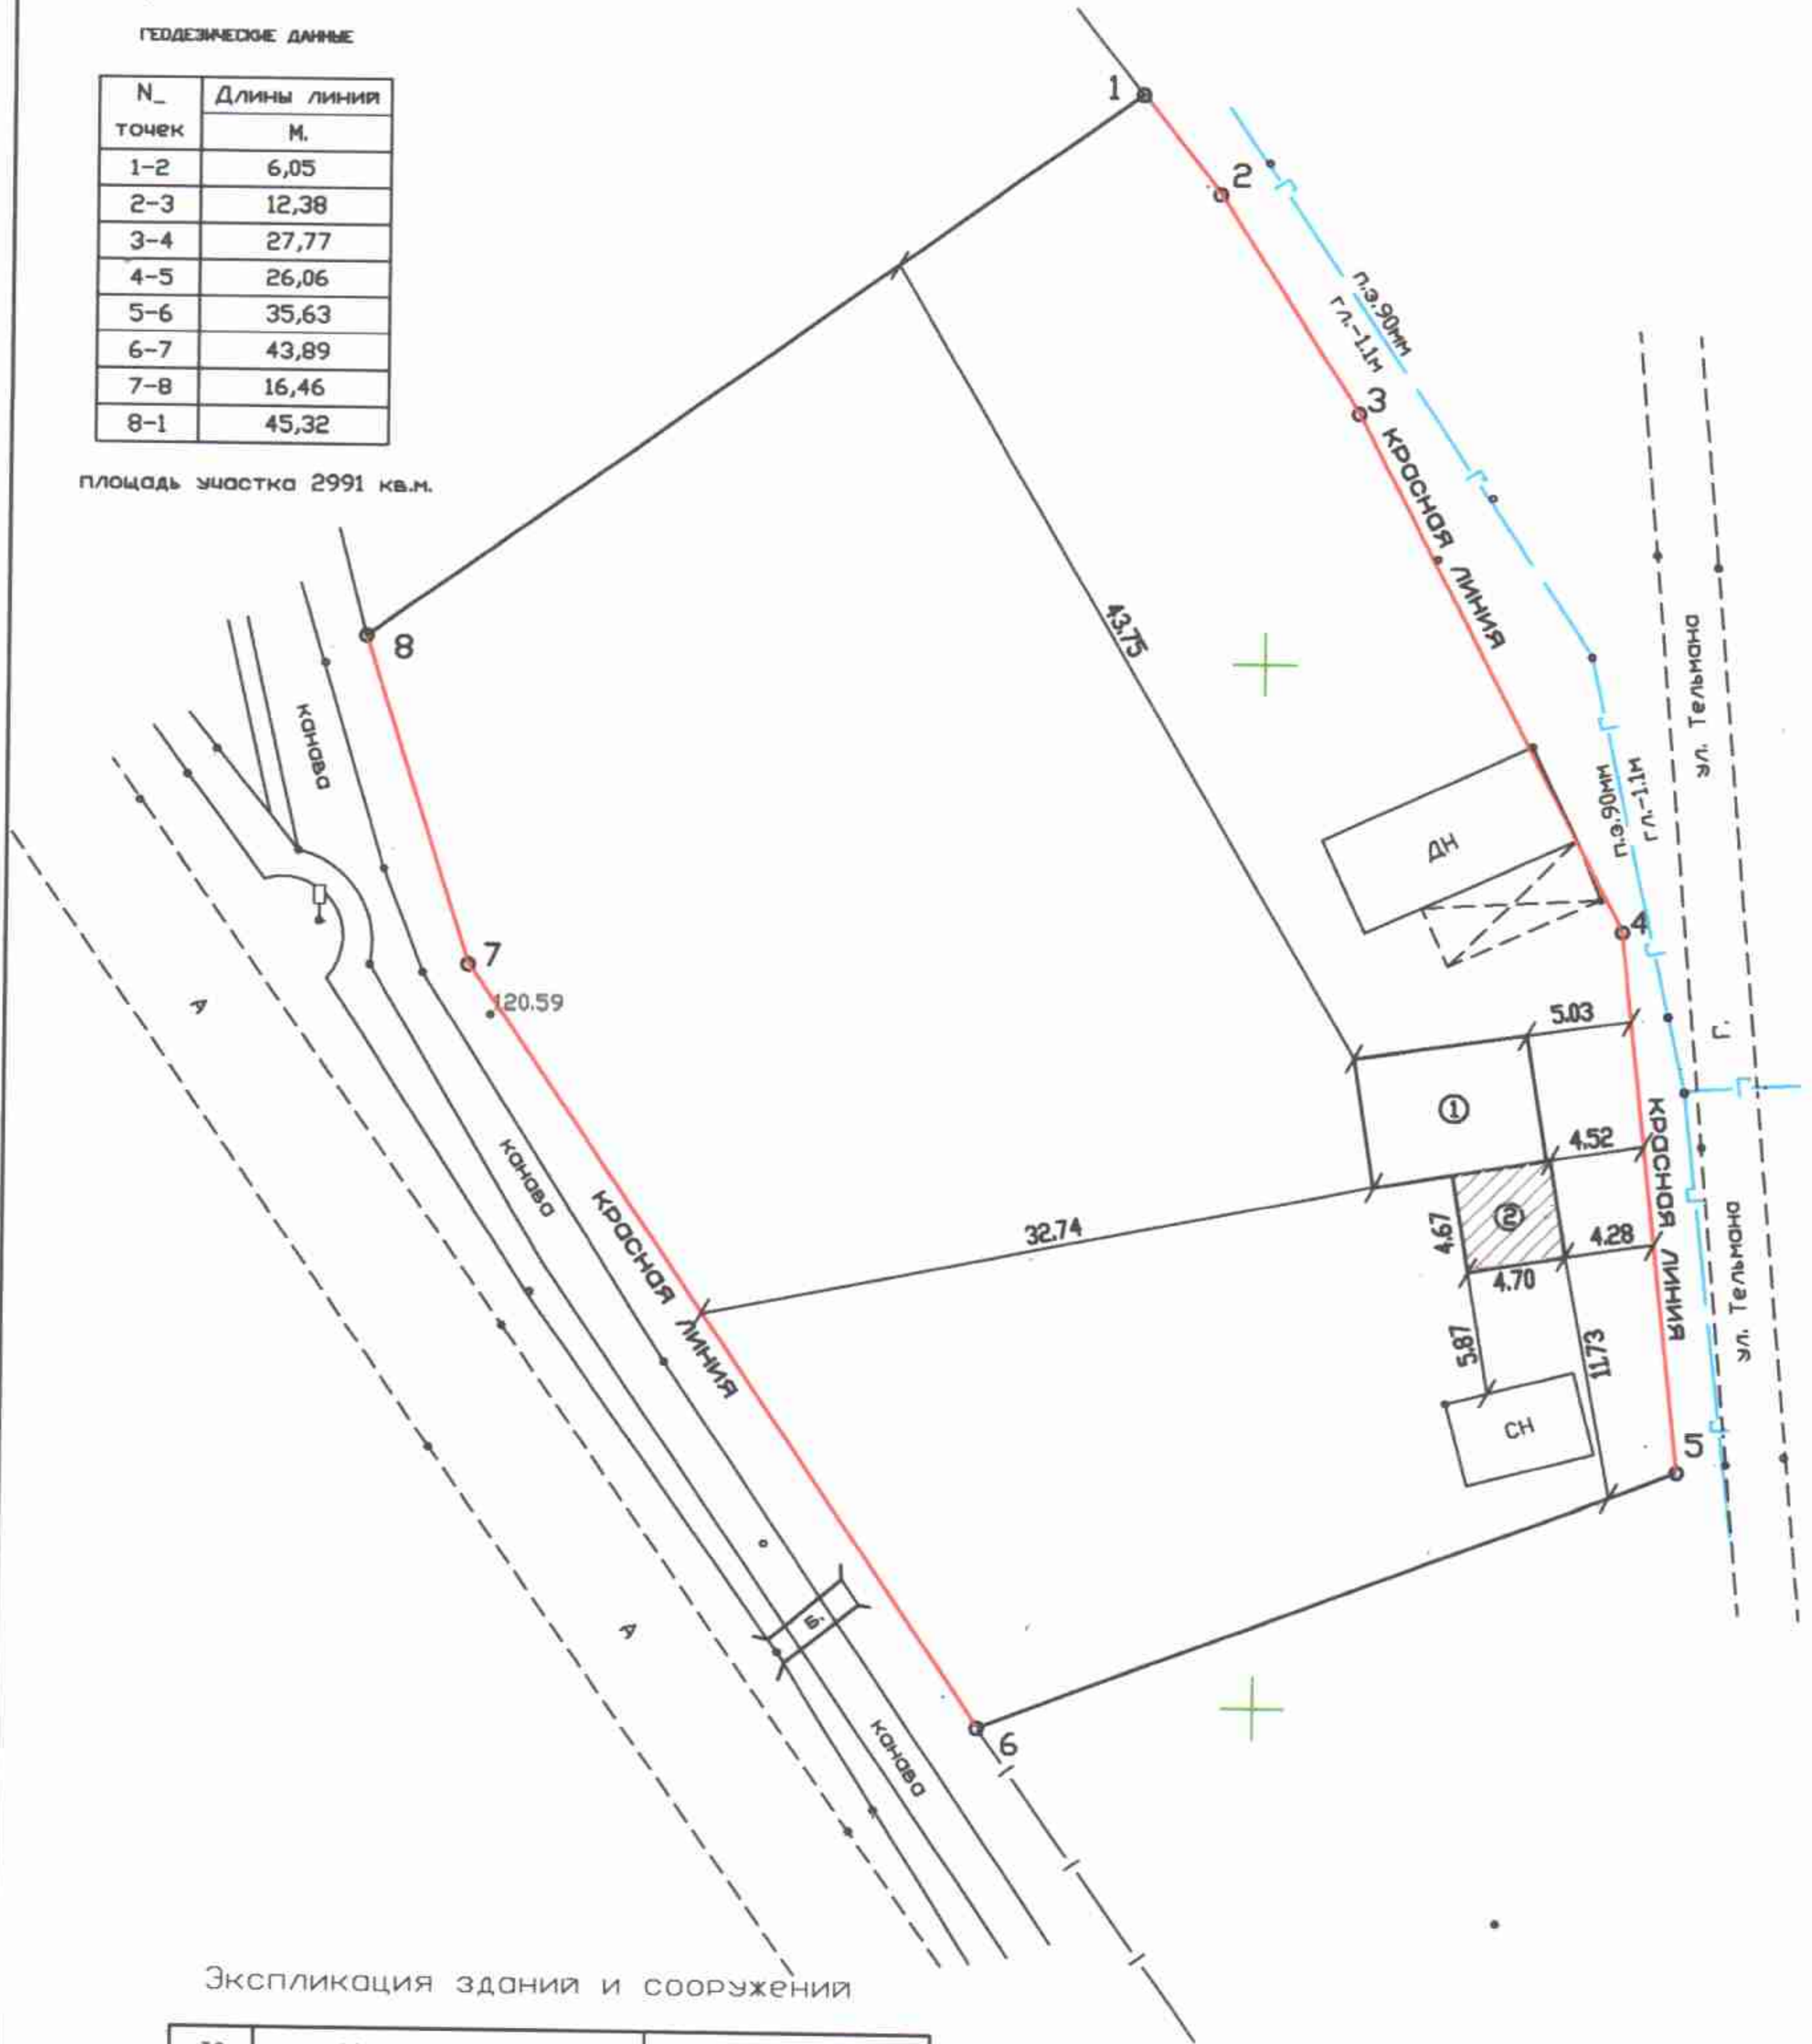 ГЕОДЕЗИЧЕСКИЕ ДАННЫЕ
N_ точек
Длины линий
М.
1-2 6,05
2-3 12,38
3-4 27,77
4-5 26,06
5-6 35,63
6-7 43,89
7-8 16,46
8-1 45,32
площадь участка 2991 кв.м.
1
2
п.э.90мм
гл.-1.1м
3
КРАСНАЯ ЛИНИЯ
43.75
8
канава
ул. Тельмана
п.э.90мм
гл.-1.1м
ДН
4
7
120.59
А
5.03
Г.
1
4.52
КРАСНАЯ ЛИНИЯ
канава
КРАСНАЯ ЛИНИЯ
32.74
4.67
2
4.28
4.70
ул. Тельмана
5.87
11.73
СН
5
Б.
А
6
канава
Экспликация зданий и сооружений